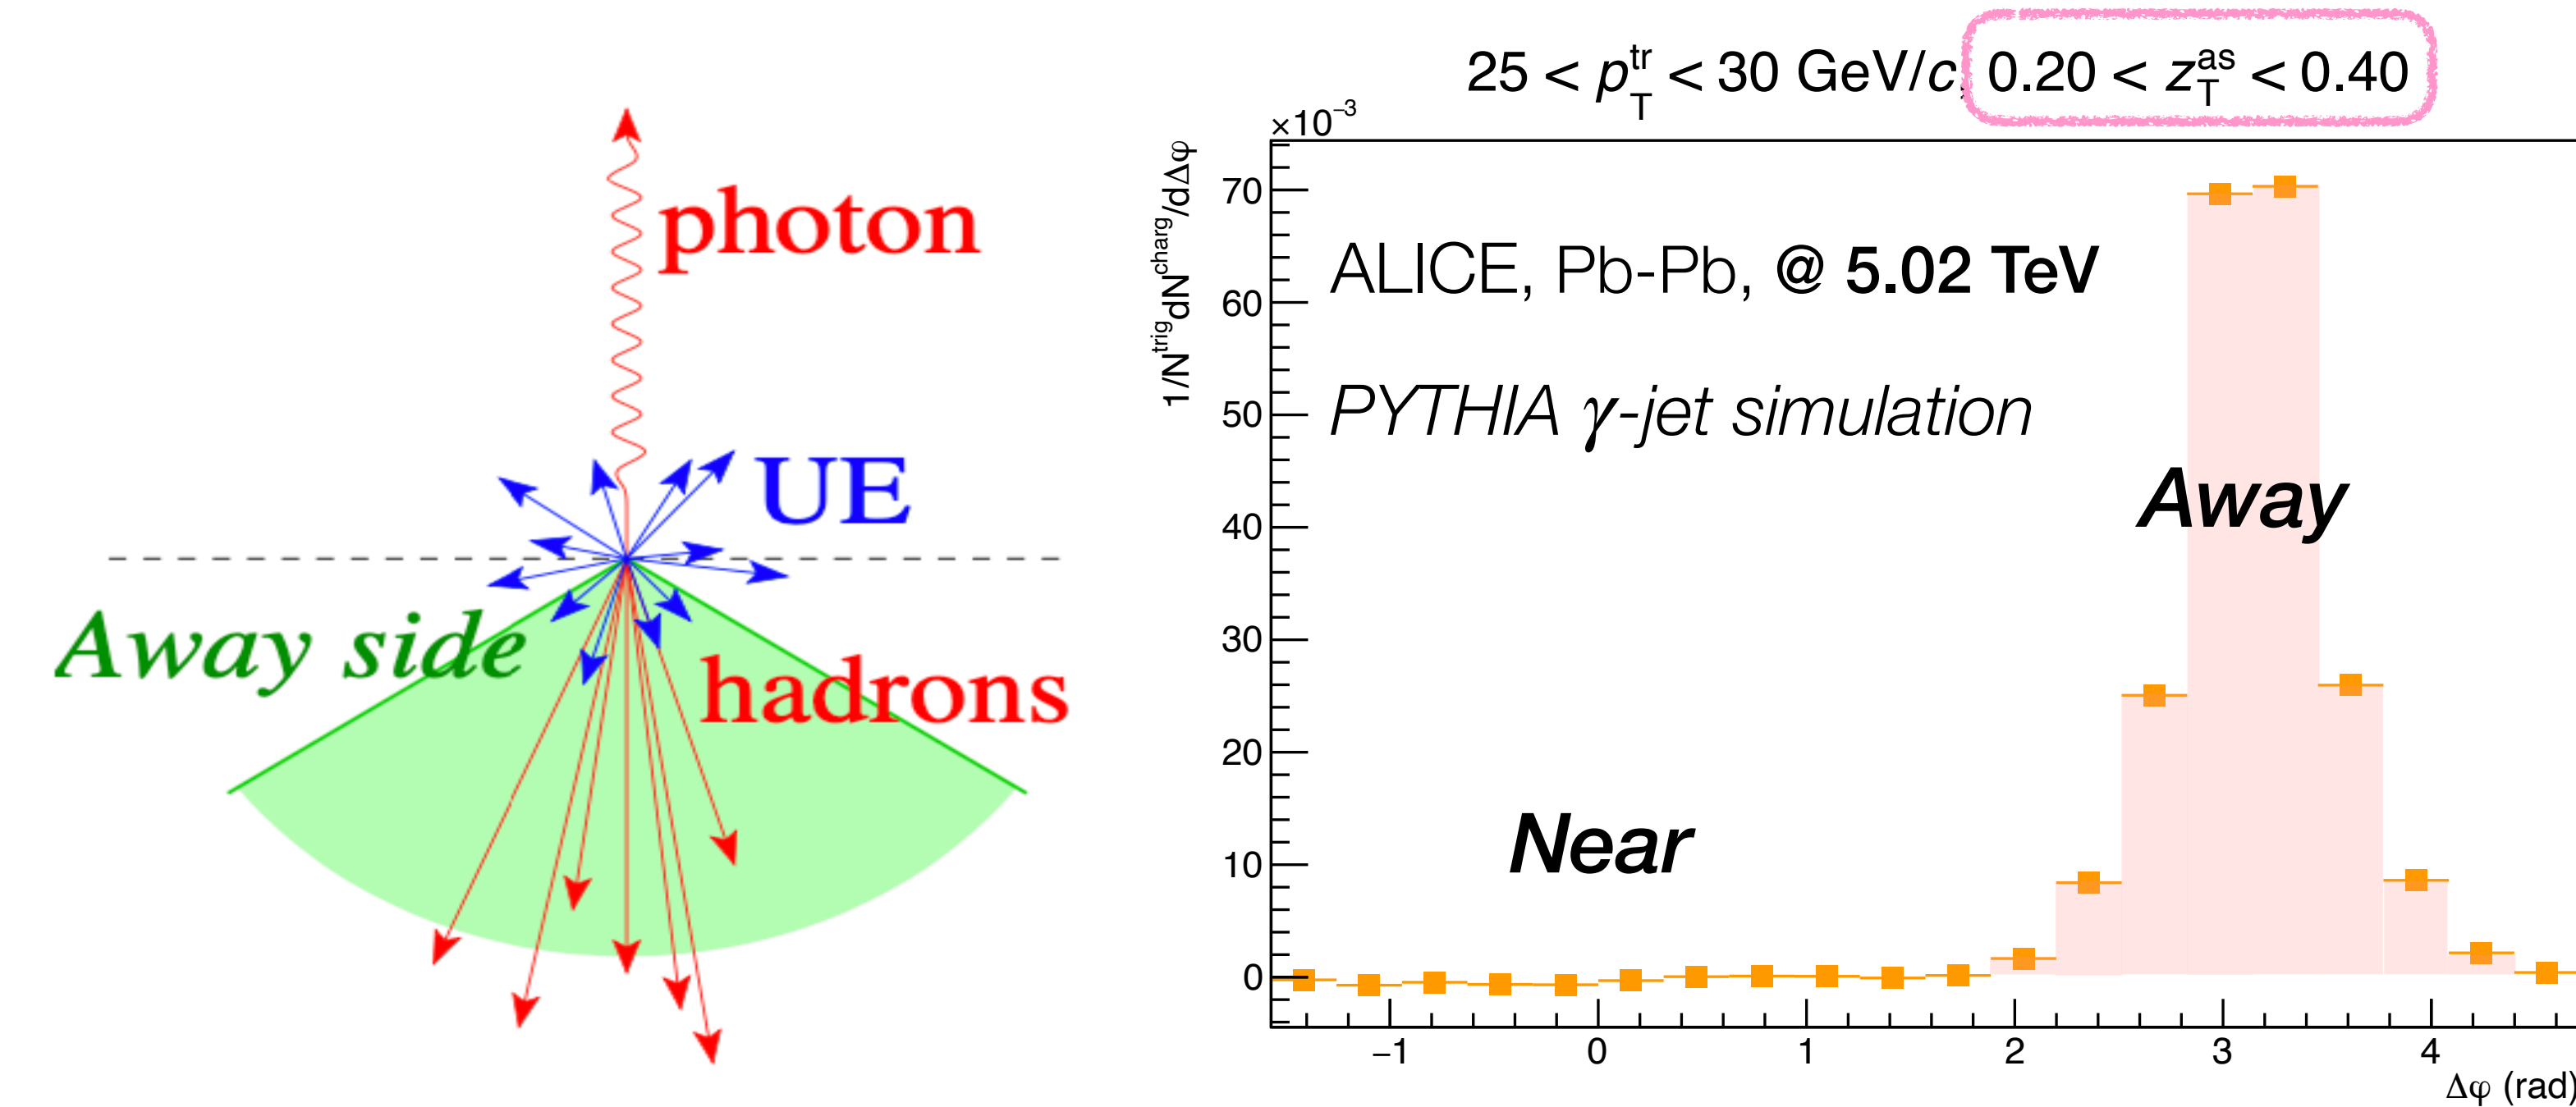 photon
UE
Away side
hadrons
25 < p_T^tr < 30 GeV/c, 0.20 < z_T^as < 0.40
×10⁻³
1/N^trig dN^charg/dΔφ
70
60
50
40
30
20
10
0
ALICE, Pb-Pb, @ 5.02 TeV
PYTHIA γ-jet simulation
Away
Near
−1 0 1 2 3 4
Δφ (rad)